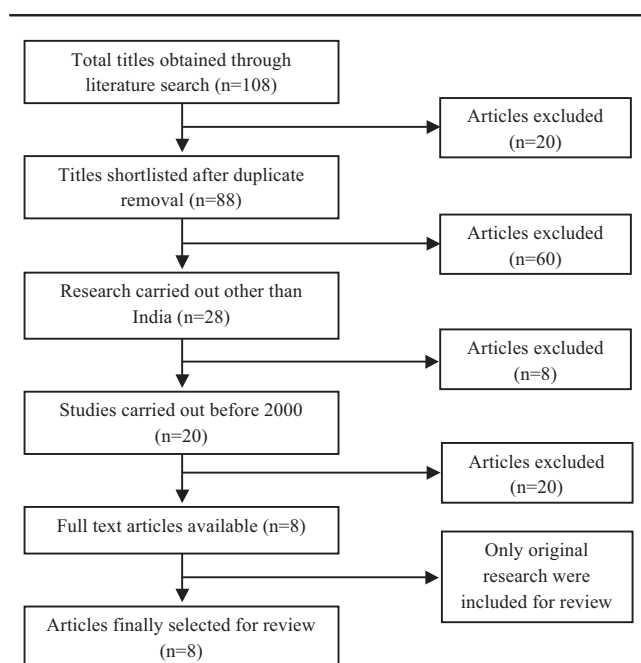 Total titles obtained through
literature search (n=108)
Articles excluded
(n=20)
Titles shortlisted after duplicate
removal (n=88)
Articles excluded
(n=60)
Research carried out other than
India (n=28)
Articles excluded
(n=8)
Studies carried out before 2000
(n=20)
Articles excluded
(n=20)
Full text articles available (n=8)
Only original
research were
included for review
Articles finally selected for review
(n=8)